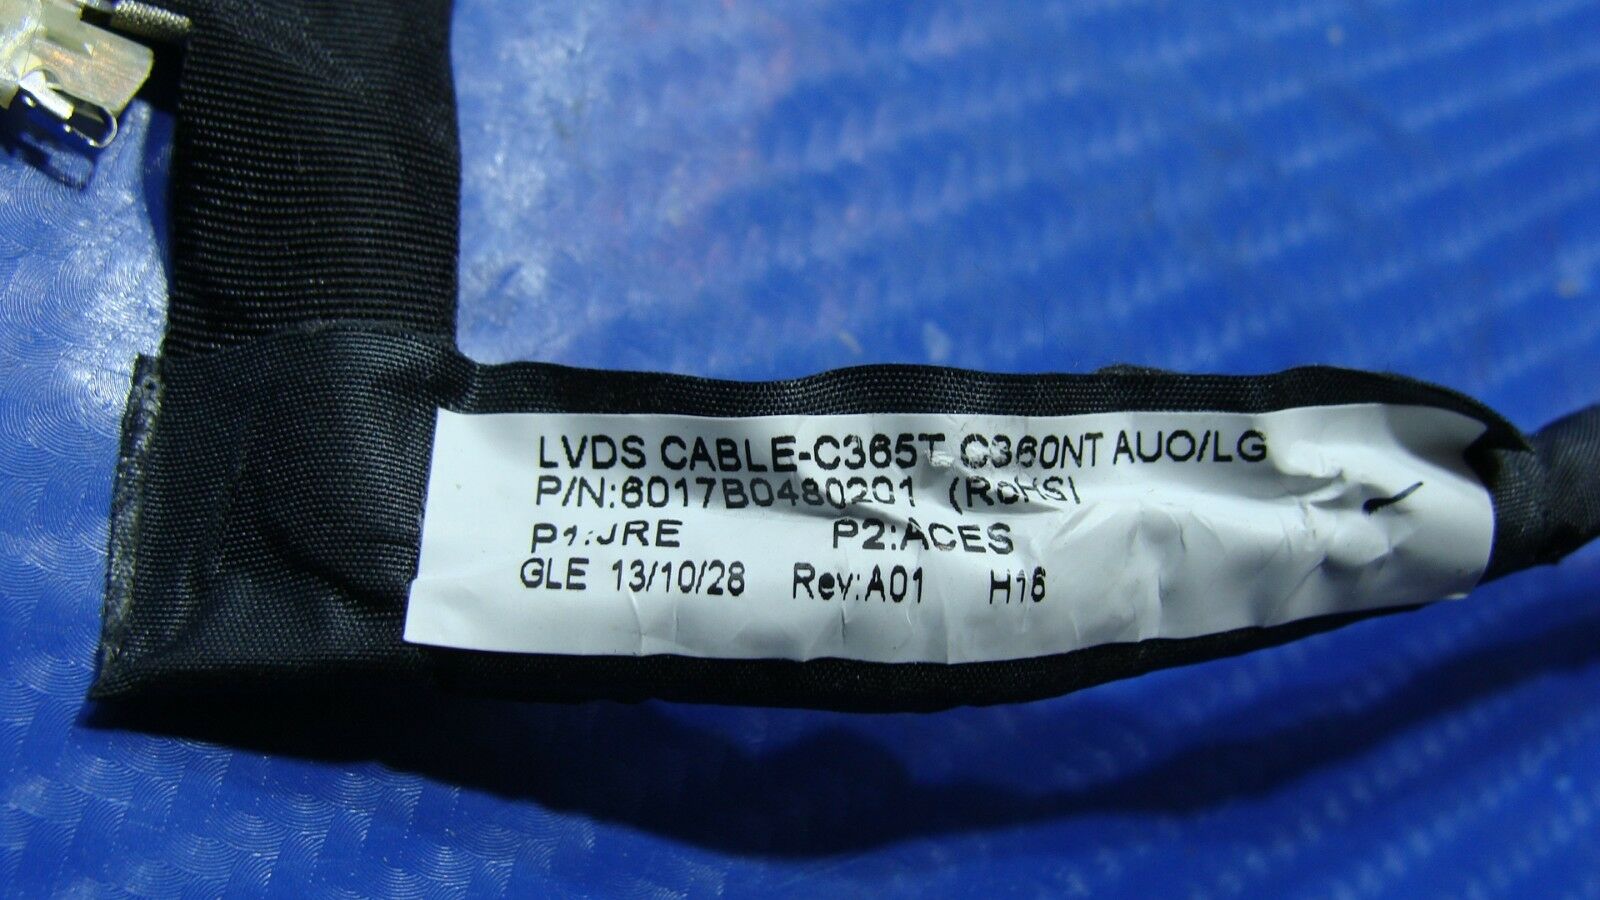 LVDS CABLE-C365T C360NT AUO/LG
P/N:6017B0480201 (RoHS)
P1:JRE P2:ACES
GLE 13/10/28 Rev:A01 H16